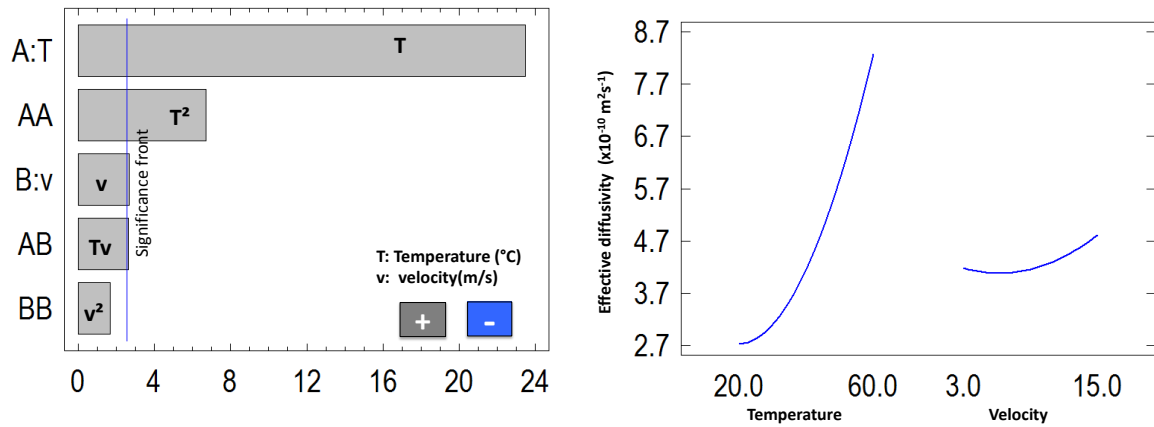 A:T
T
AA
T²
B:v
v
Significance front
AB
Tv
BB
v²
T: Temperature (°C)
v: velocity(m/s)
+ -
0 4 8 12 16 20 24
Effective diffusivity (x10⁻¹⁰ m²s⁻¹)
8.7
7.7
6.7
5.7
4.7
3.7
2.7
20.0 60.0 3.0 15.0
Temperature Velocity